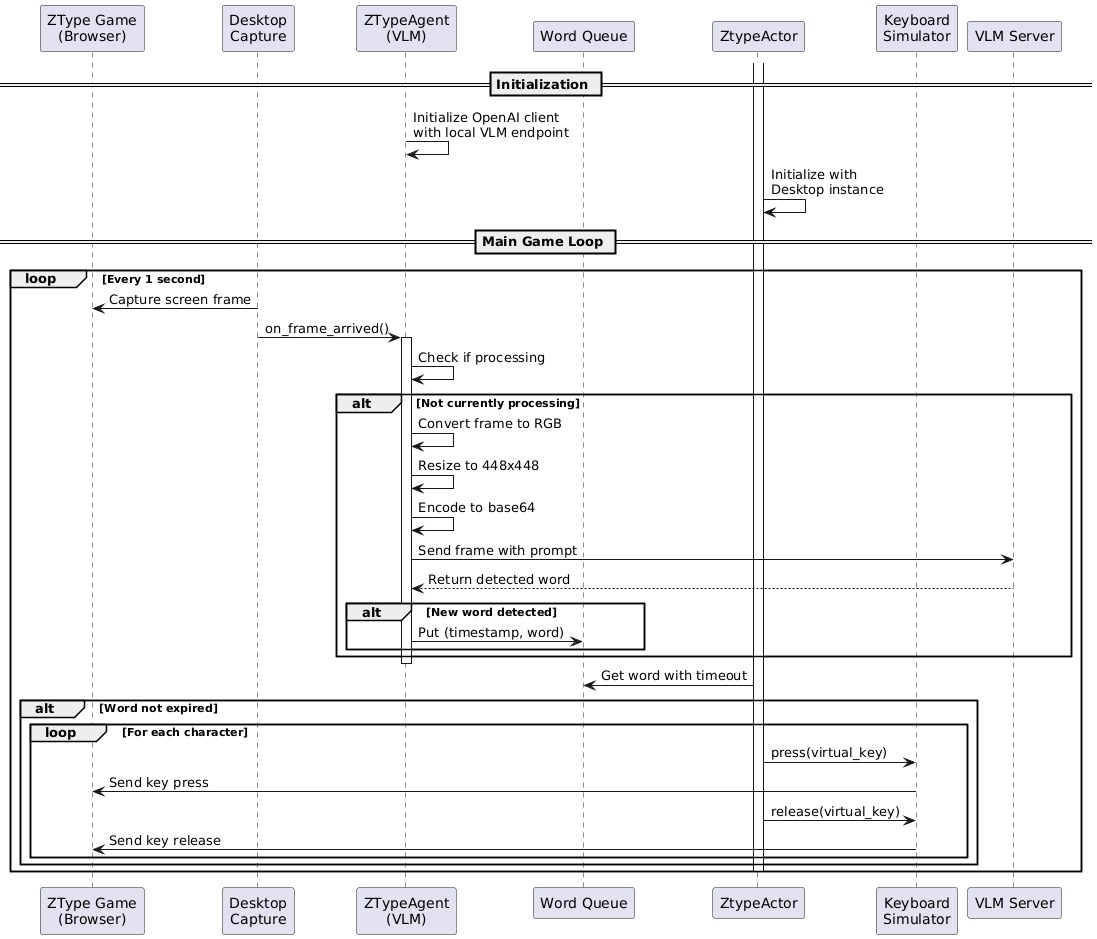 ZType Game
(Browser)
Desktop
Capture
ZTypeAgent
(VLM)
Word Queue
ZtypeActor
Keyboard
Simulator
VLM Server
Initialization
Initialize OpenAI client
with local VLM endpoint
Initialize with
Desktop instance
Main Game Loop
loop [Every 1 second]
Capture screen frame
on_frame_arrived()
Check if processing
alt [Not currently processing]
Convert frame to RGB
Resize to 448x448
Encode to base64
Send frame with prompt
Return detected word
alt [New word detected]
Put (timestamp, word)
Get word with timeout
alt [Word not expired]
loop [For each character]
press(virtual_key)
Send key press
release(virtual_key)
Send key release
ZType Game
(Browser)
Desktop
Capture
ZTypeAgent
(VLM)
Word Queue
ZtypeActor
Keyboard
Simulator
VLM Server